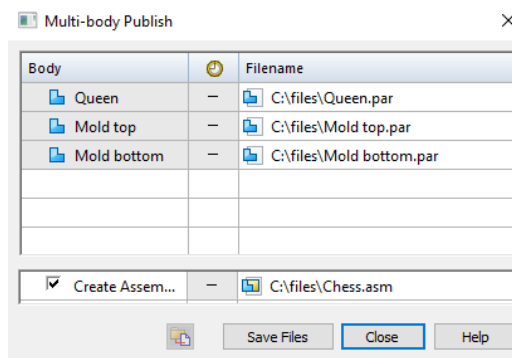 Multi-body Publish
Body Filename
Queen – C:\files\Queen.par
Mold top – C:\files\Mold top.par
Mold bottom – C:\files\Mold bottom.par
Create Assem... – C:\files\Chess.asm
Save Files Close Help